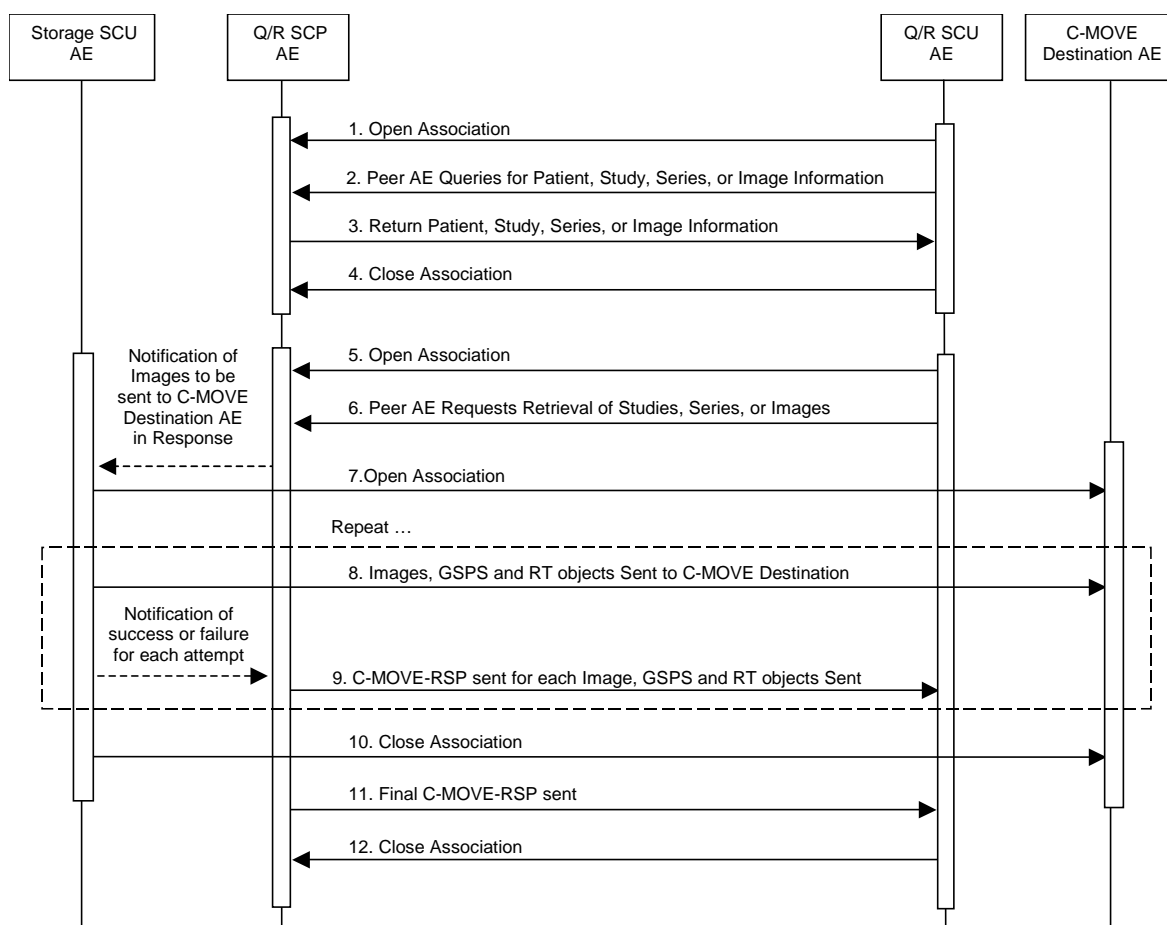 Storage SCU
AE
Q/R SCP
AE
Q/R SCU
AE
C-MOVE
Destination AE
1. Open Association
2. Peer AE Queries for Patient, Study, Series, or Image Information
3. Return Patient, Study, Series, or Image Information
4. Close Association
Notification of
Images to be
sent to C-MOVE
Destination AE
in Response
5. Open Association
6. Peer AE Requests Retrieval of Studies, Series, or Images
7.Open Association
Repeat …
8. Images, GSPS and RT objects Sent to C-MOVE Destination
Notification of
success or failure
for each attempt
9. C-MOVE-RSP sent for each Image, GSPS and RT objects Sent
10. Close Association
11. Final C-MOVE-RSP sent
12. Close Association